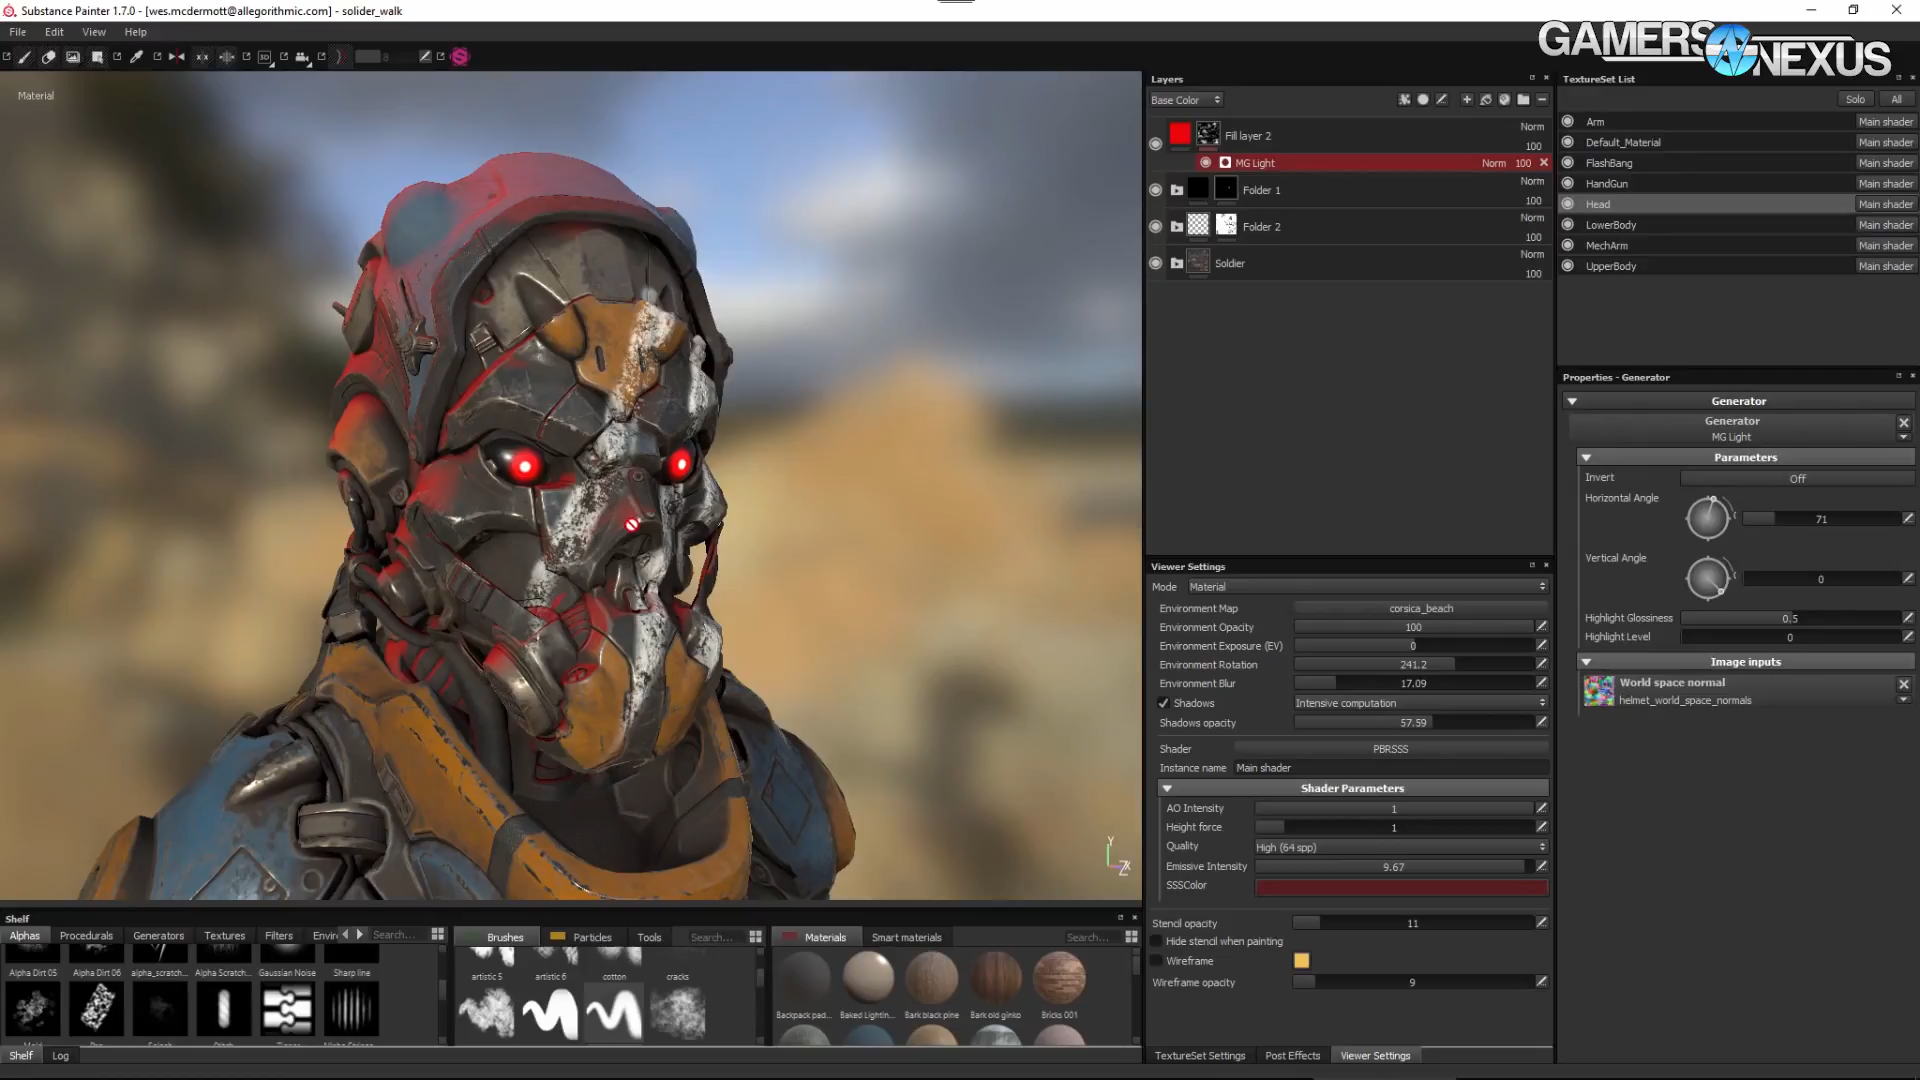 Substance Painter 1.7.0 - [wes.mcdermott@allegorithmic.com] - solider_walk
File Edit View Help
GAMERS NEXUS
Material
Layers
Base Color
Fill layer 2 Norm 100
MG Light Norm 100
Folder 1 Norm 100
Folder 2 Norm 100
Soldier Norm 100
TextureSet List
Solo All
Arm Main shader
Default_Material Main shader
FlashBang Main shader
HandGun Main shader
Head Main shader
LowerBody Main shader
MechArm Main shader
UpperBody Main shader
Properties - Generator
Generator
Generator
MG Light
Parameters
Invert Off
Horizontal Angle 71
Vertical Angle 0
Highlight Glossiness 0.5
Highlight Level 0
Image inputs
World space normal
helmet_world_space_normals
Viewer Settings
Mode Material
Environment Map corsica_beach
Environment Opacity 100
Environment Exposure (EV) 0
Environment Rotation 241.2
Environment Blur 17.09
Shadows Intensive computation
Shadows opacity 57.59
Shader PBRSSS
Instance name Main shader
Shader Parameters
AO Intensity 1
Height force 1
Quality High (64 spp)
Emissive Intensity 9.67
SSSColor
Stencil opacity 11
Hide stencil when painting
Wireframe
Wireframe opacity 9
TextureSet Settings Post Effects Viewer Settings
Y
Z
Shelf
Alphas Procedurals Generators Textures Filters Envir Search...
Alpha Dirt 05 Alpha Dirt 06 alpha_scratch... Alpha Scratch... Gaussian Noise Sharp line
Brushes Particles Tools Search...
artistic 5 artistic 6 cotton cracks
Materials Smart materials Search...
Backpack pad... Baked Lightin... Bark black pine Bark old ginko Bricks 001
Shelf Log